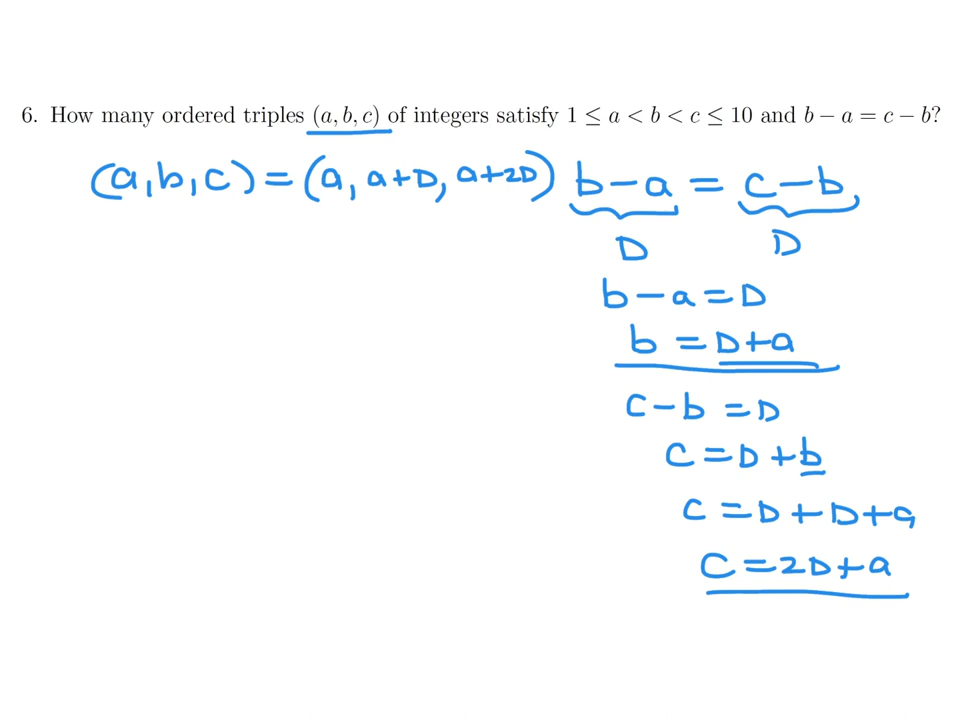 6. How many ordered triples (a, b, c) of integers satisfy 1 ≤ a < b < c ≤ 10 and b − a = c − b?
(a,b,c) = (a, a+D, a+2D) b−a = c−b
D D
b−a=D
b = D+a
c−b = D
c = D+b
c = D+D+a
c = 2D+a